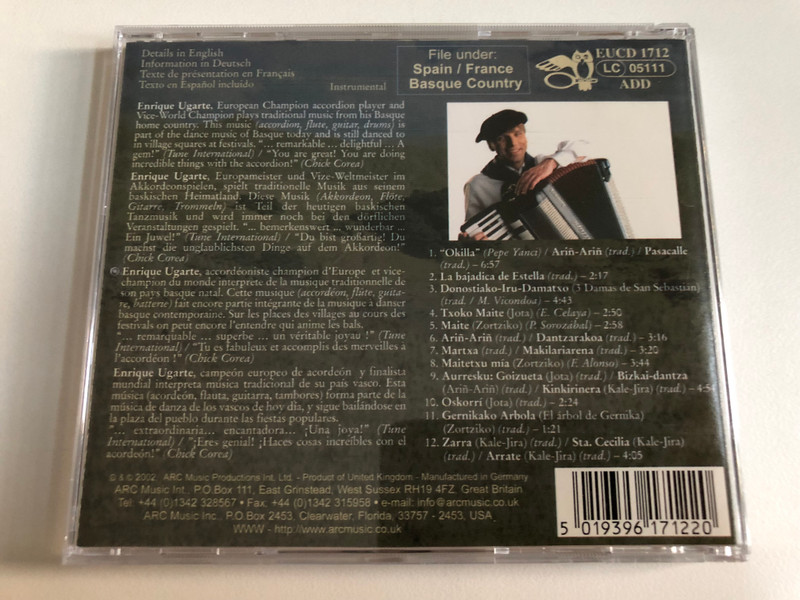 Details in English
Information in Deutsch
Texte de présentation en Français
Texto en Español incluido
Instrumental
File under:
Spain / France
Basque Country
EUCD 1712
LC 05111
ADD
Enrique Ugarte, European Champion accordion player and
Vice-World Champion plays traditional music from his Basque
home country. This music (accordion, flute, guitar, drums) is
part of the dance music of Basque today and is still danced to
in village squares at festivals. "... remarkable ... delightful ... A
gem!" (Tune International) / "You are great! You are doing
incredible things with the accordion!" (Chick Corea)
Enrique Ugarte, Europameister und Vize-Weltmeister im
Akkordeonspielen, spielt traditionelle Musik aus seinem
baskischen Heimatland. Diese Musik (Akkordeon, Flöte,
Gitarre, Trommeln) ist Teil der heutigen baskischen
Tanzmusik und wird immer noch bei den dörflichen
Veranstaltungen gespielt. "... bemerkenswert ... wunderbar ...
Ein Juwel!" (Tune International) / "Du bist großartig! Du
machst die unglaublichsten Dinge auf dem Akkordeon!"
(Chick Corea)
Enrique Ugarte, accordéoniste champion d'Europe et vice-
champion du monde interprète de la musique traditionnelle de
son pays basque natal. Cette musique (accordéon, flûte, guita-
re, batterie) fait encore partie intégrante de la musique à danser
basque contemporaine. Sur les places des villages au cours des
festivals on peut encore l'entendre qui anime les bals.
"... remarquable ... superbe ... un véritable joyau !" (Tune
International) / "Tu es fabuleux et accomplis des merveilles à
l'accordéon !" (Chick Corea)
Enrique Ugarte, campeón europeo de acordeón y finalista
mundial interpreta música tradicional de su país vasco. Esta
música (acordeón, flauta, guitarra, tambores) forma parte de la
música de danza de los vascos de hoy día, y sigue bailándose en
la plaza del pueblo durante las fiestas populares.
"... extraordinaria... encantadora... ¡Una joya!" (Tune
International) / "¡Eres genial! ¡Haces cosas increíbles con el
acordeón!" (Chick Corea)
1. "Okilla" (Pepe Yanci) / Ariñ-Ariñ (trad.) / Pasacalle
(trad.) – 6:57
2. La bajadica de Estella (trad.) – 2:17
3. Donostiako-Iru-Damatxo (3 Damas de San Sebastián)
(trad. / M. Vicondoa) – 4:43
4. Txoko Maite (Jota) (E. Celaya) – 2:50
5. Maite (Zortziko) (P. Sorozábal) – 2:58
6. Ariñ-Ariñ (trad.) / Dantzarakoa (trad.) – 3:16
7. Martxa (trad.) / Makilariarena (trad.) – 3:20
8. Maitetxu mía (Zortziko) (F. Alonso) – 3:44
9. Aurresku: Goizueta (Jota) (trad.) / Bizkai-dantza
(Ariñ-Ariñ) (trad.) / Kinkirinera (Kale-Jira) (trad.) – 4:54
10. Oskorri (Jota) (trad.) – 2:24
11. Gernikako Arbola (El árbol de Gernika)
(Zortziko) (trad.) – 1:21
12. Zarra (Kale-Jira) (trad.) / Sta. Cecilia (Kale-Jira)
(trad.) / Arrate (Kale-Jira) (trad.) – 4:05
℗ & © 2002, ARC Music Productions Int. Ltd. - Product of United Kingdom - Manufactured in Germany
ARC Music Int., P.O.Box 111, East Grinstead, West Sussex RH19 4FZ, Great Britain
Tel: +44 (0)1342 328567 • Fax: +44 (0)1342 315958 • e-mail: info@arcmusic.co.uk
ARC Music Inc., P.O.Box 2453, Clearwater, Florida, 33757 - 2453, USA
WWW - http://www.arcmusic.co.uk
5 019396 171220